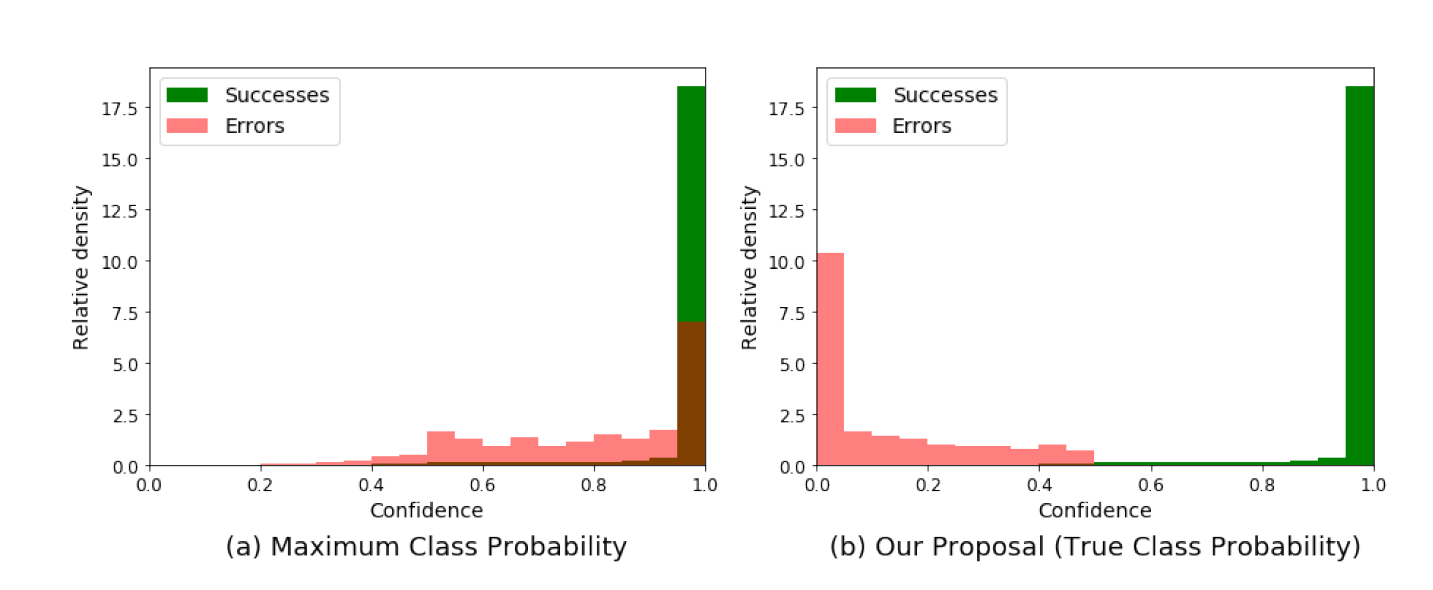 Successes
Errors
17.5
15.0
12.5
10.0
7.5
5.0
2.5
0.0
Relative density
0.0 0.2 0.4 0.6 0.8 1.0
Confidence
(a) Maximum Class Probability
Successes
Errors
17.5
15.0
12.5
10.0
7.5
5.0
2.5
0.0
Relative density
0.0 0.2 0.4 0.6 0.8 1.0
Confidence
(b) Our Proposal (True Class Probability)